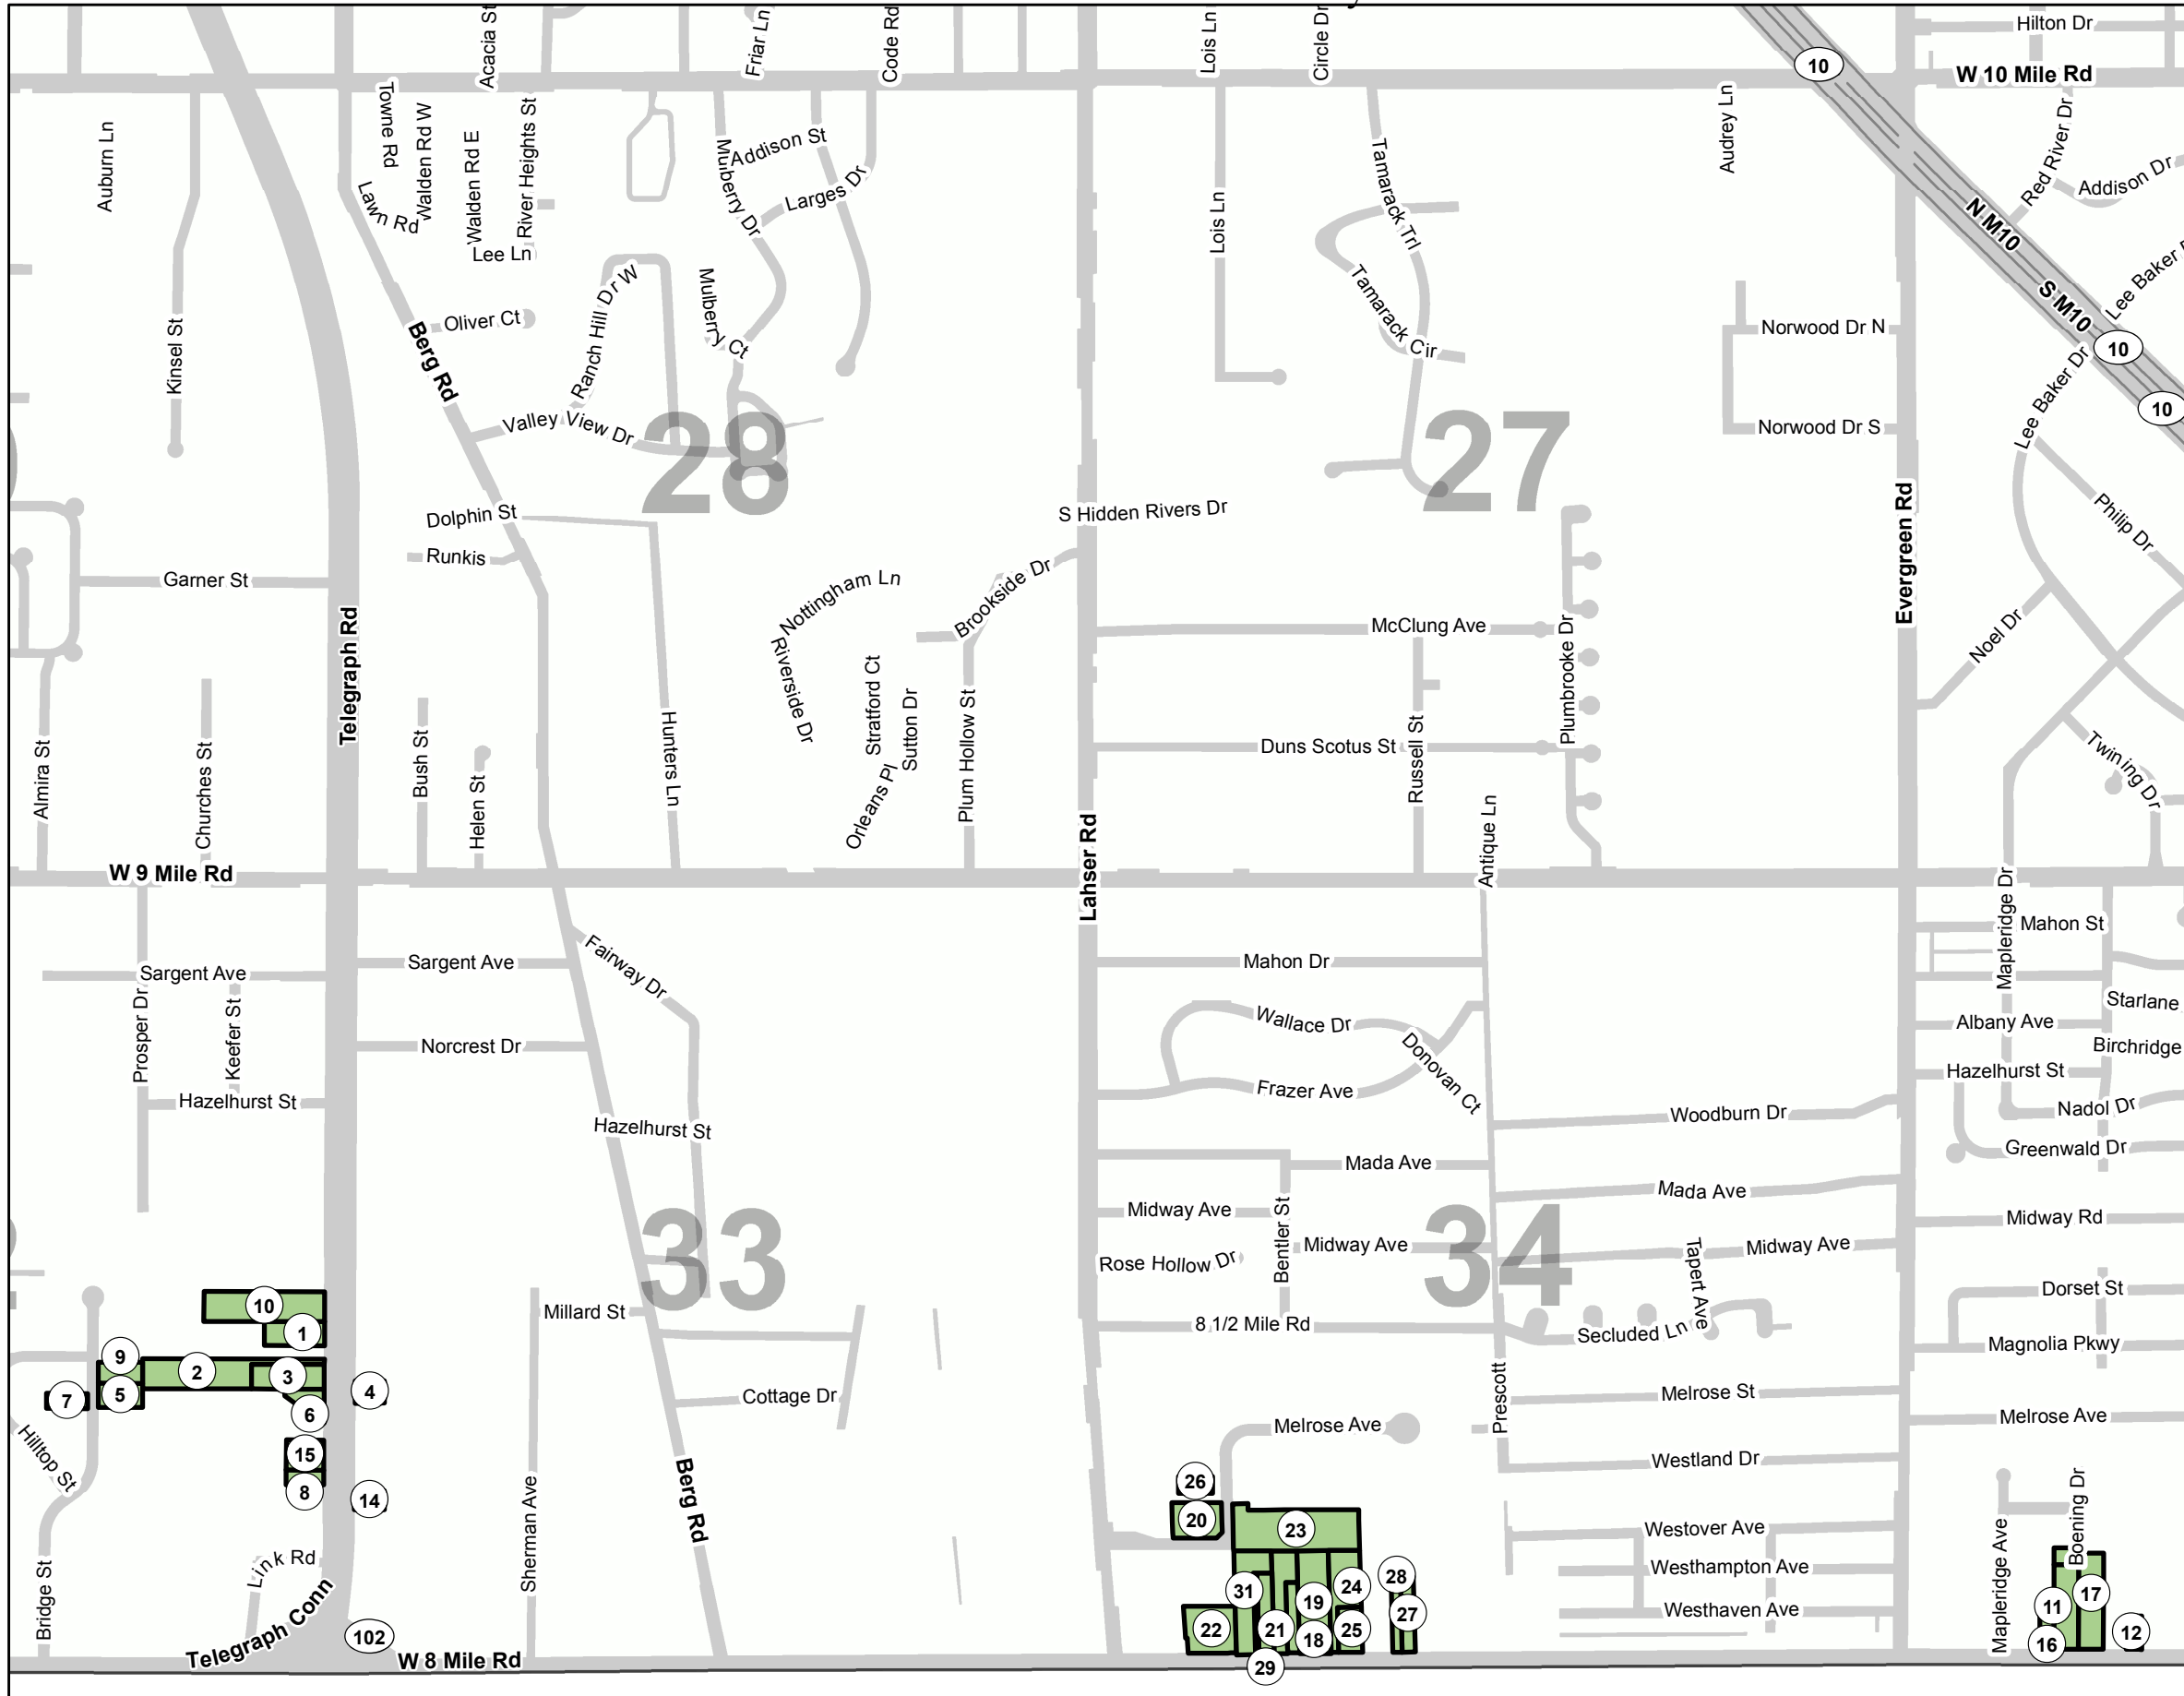 Acacia St
Friar Ln
Code Rd
Lois Ln
Circle Dr
Hilton Dr
10
W 10 Mile Rd
Auburn Ln
Towne Rd
Walden Rd W
Walden Rd E
River Heights St
Lawn Rd
Lee Ln
Mulberry Dr
Addison St
Larges Dr
Lois Ln
Tamarack Trl
Tamarack Cir
Audrey Ln
Red River Dr
Addison Dr
N M10
S M10
Lee Baker
10
10
Kinsel St
Berg Rd
Oliver Ct
Ranch Hill Dr W
Mulberry Ct
Valley View Dr
Norwood Dr N
Norwood Dr S
Lee Baker Dr
28
27
Dolphin St
Runkis
S Hidden Rivers Dr
Evergreen Rd
Philip Dr
Garner St
Telegraph Rd
Nottingham Ln
Brookside Dr
Riverside Dr
McClung Ave
Plumbrooke Dr
Noel Dr
Almira St
Churches St
Bush St
Helen St
Hunters Ln
Stratford Ct
Sutton Dr
Orleans Pl
Plum Hollow St
Duns Scotus St
Russell St
Twining Dr
Antique Ln
W 9 Mile Rd
Lahser Rd
Mapleridge Dr
Mahon St
Sargent Ave
Sargent Ave
Fairway Dr
Mahon Dr
Prosper Dr
Keefer St
Norcrest Dr
Wallace Dr
Donovan Ct
Frazer Ave
Starlane
Albany Ave
Birchridge
Hazelhurst St
Hazelhurst St
Hazelhurst St
Woodburn Dr
Nadol Dr
Greenwald Dr
Mada Ave
Mada Ave
Midway Ave
Bentler St
Midway Ave
Midway Ave
Midway Rd
Rose Hollow Dr
33
34
Tapert Ave
Dorset St
10
1
Millard St
8 1/2 Mile Rd
Secluded Ln
Magnolia Pkwy
9
2
3
4
7
5
6
Cottage Dr
Prescott
Melrose St
Melrose Ave
Melrose Ave
Hilltop St
15
8
14
Berg Rd
Sherman Ave
Westland Dr
26
20
23
Westover Ave
Westhampton Ave
Westhaven Ave
Boening Dr
Mapleridge Ave
Link Rd
Bridge St
Telegraph Conn
102
W 8 Mile Rd
31
24
28
19
27
22
21
18
25
29
11
17
16
12